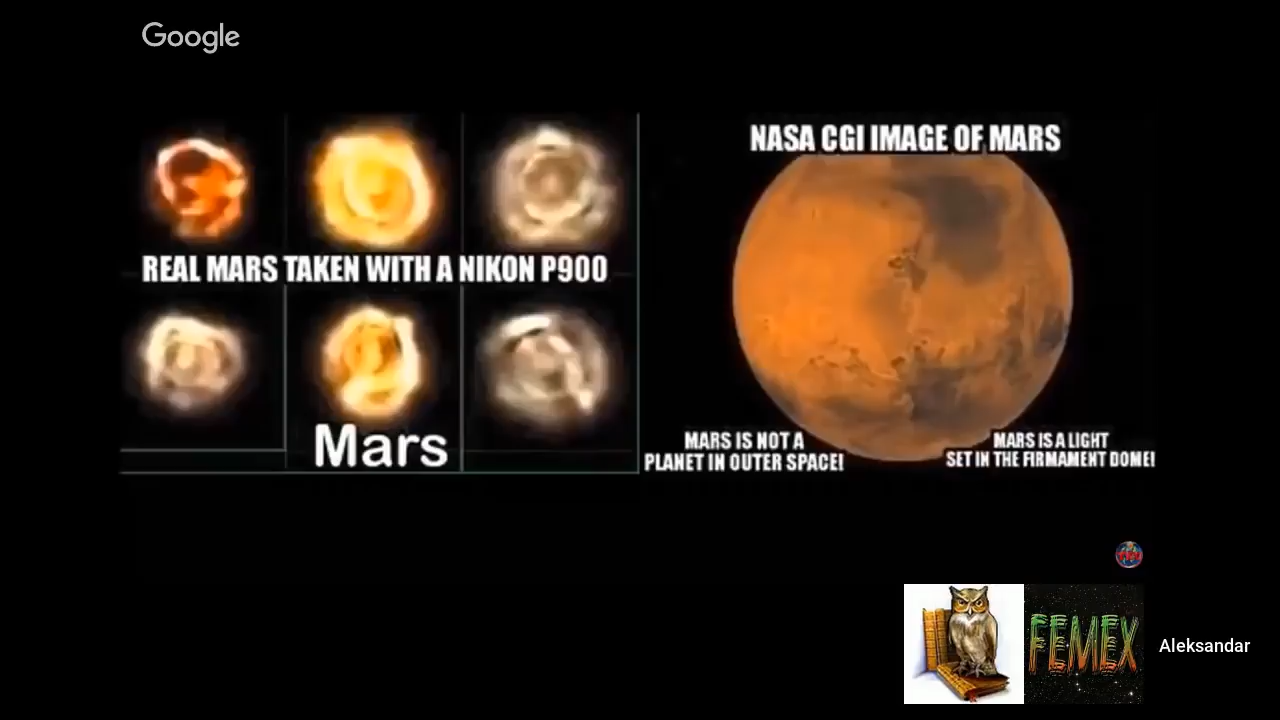 Google
NASA CGI IMAGE OF MARS
REAL MARS TAKEN WITH A NIKON P900
Mars
MARS IS NOT A
PLANET IN OUTER SPACE!
MARS IS A LIGHT
SET IN THE FIRMAMENT DOME!
FEMEX
Aleksandar